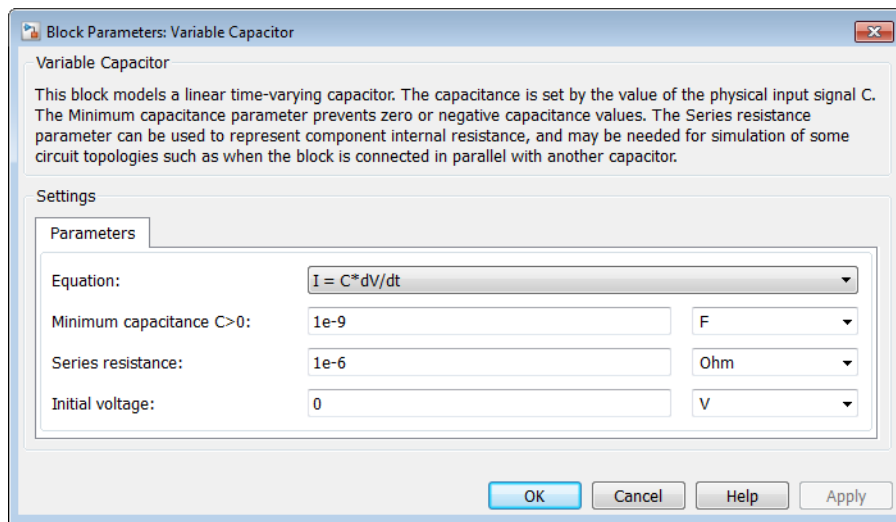 Block Parameters: Variable Capacitor
Variable Capacitor
This block models a linear time-varying capacitor. The capacitance is set by the value of the physical input signal C.
The Minimum capacitance parameter prevents zero or negative capacitance values. The Series resistance
parameter can be used to represent component internal resistance, and may be needed for simulation of some
circuit topologies such as when the block is connected in parallel with another capacitor.
Settings
Parameters
Equation: I = C*dV/dt
Minimum capacitance C>0: 1e-9 F
Series resistance: 1e-6 Ohm
Initial voltage: 0 V
OK Cancel Help Apply